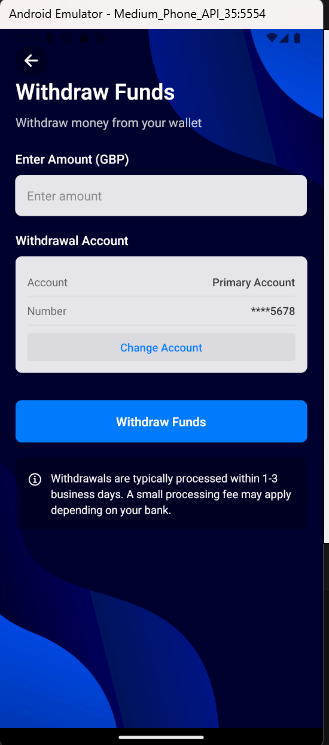 Android Emulator - Medium_Phone_API_35:5554
Withdraw Funds
Withdraw money from your wallet
Enter Amount (GBP)
Enter amount
Withdrawal Account
Account Primary Account
Number ****5678
Change Account
Withdraw Funds
Withdrawals are typically processed within 1-3
business days. A small processing fee may apply
depending on your bank.